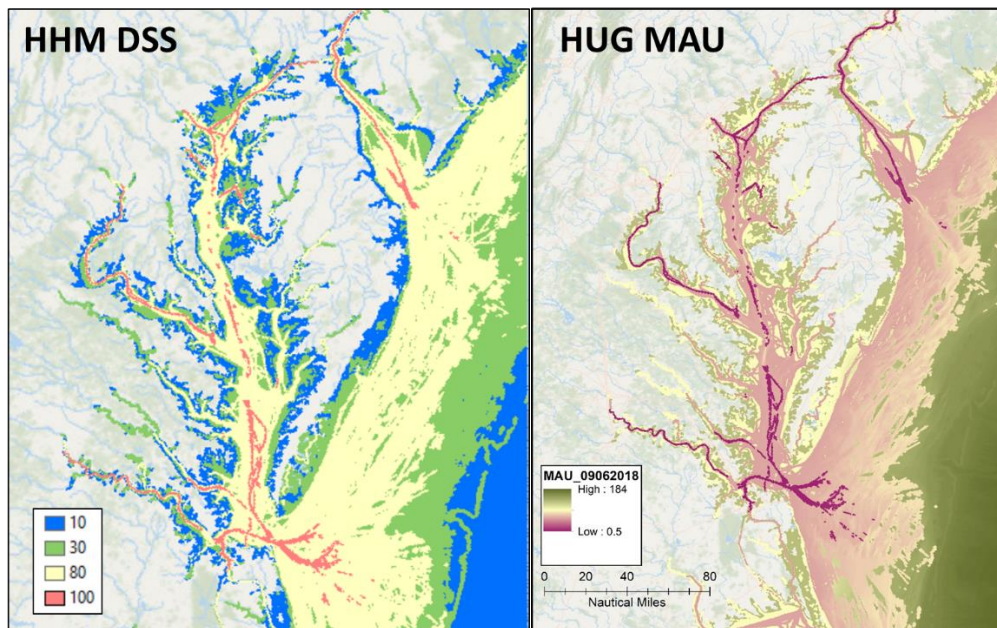 HHM DSS
10
30
80
100
HUG MAU
MAU_09062018
High : 184
Low : 0.5
0 20 40 80
Nautical Miles